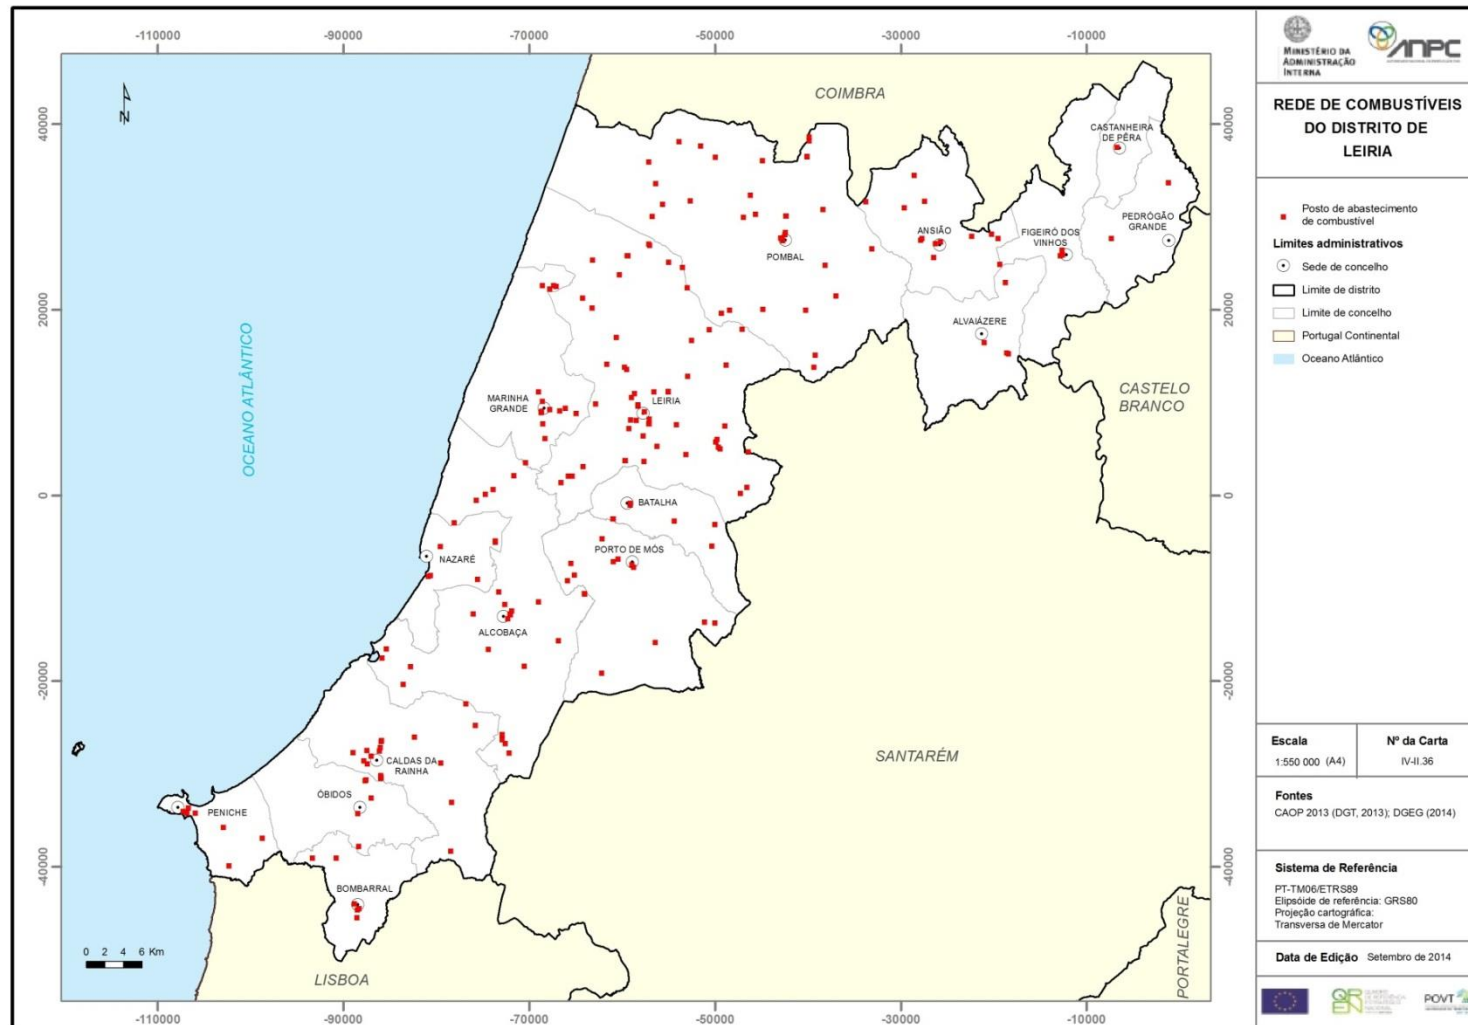 -110000
-90000
-70000
-50000
-30000
-10000
40000
20000
0
-20000
-40000
40000
20000
0
-20000
-40000
-110000
-90000
-70000
-50000
-30000
-10000
N
COIMBRA
CASTANHEIRA
DE PÊRA
PEDRÓGÃO
GRANDE
FIGEIRÓ DOS
VINHOS
ANSIÃO
POMBAL
ALVAIÁZERE
CASTELO
BRANCO
OCEANO ATLÂNTICO
MARINHA
GRANDE
LEIRIA
BATALHA
NAZARÉ
PORTO DE MÓS
ALCOBAÇA
SANTARÉM
CALDAS DA
RAINHA
ÓBIDOS
PENICHE
BOMBARRAL
LISBOA
PORTALEGRE
0 2 4 6 Km
MINISTÉRIO DA
ADMINISTRAÇÃO
INTERNA
ANPC
REDE DE COMBUSTÍVEIS
DO DISTRITO DE
LEIRIA
Posto de abastecimento
de combustível
Limites administrativos
Sede de concelho
Limite de distrito
Limite de concelho
Portugal Continental
Oceano Atlântico
Escala
1:550 000 (A4)
Nº da Carta
IV-II.36
Fontes
CAOP 2013 (DGT, 2013); DGEG (2014)
Sistema de Referência
PT-TM06/ETRS89
Elipsóide de referência: GRS80
Projeção cartográfica:
Transversa de Mercator
Data de Edição Setembro de 2014
QREN
POVT